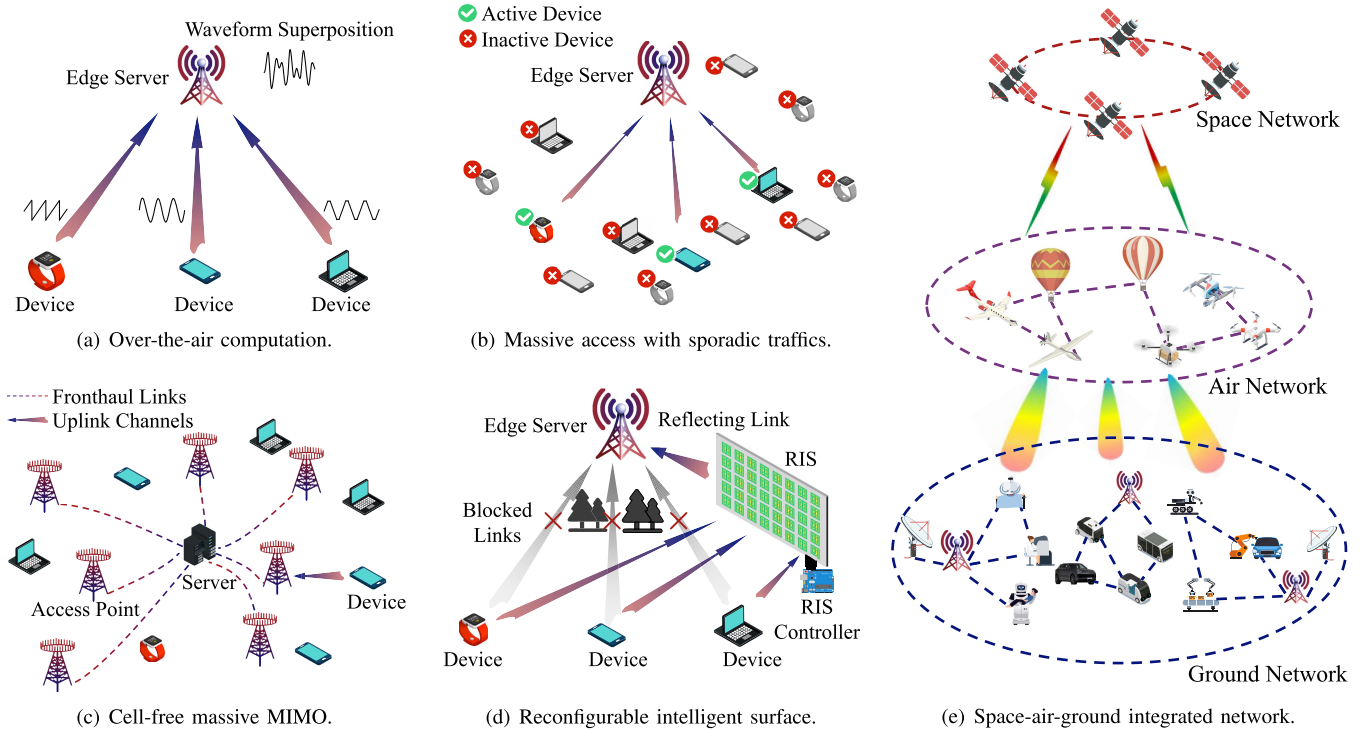 Waveform Superposition
Edge Server
Device
Device
Device
(a) Over-the-air computation.
Active Device
Inactive Device
Edge Server
(b) Massive access with sporadic traffics.
Fronthaul Links
Uplink Channels
Server
Access Point
Device
(c) Cell-free massive MIMO.
Edge Server
Reflecting Link
RIS
Blocked
Links
RIS
Controller
Device
Device
Device
(d) Reconfigurable intelligent surface.
Space Network
Air Network
Ground Network
(e) Space-air-ground integrated network.